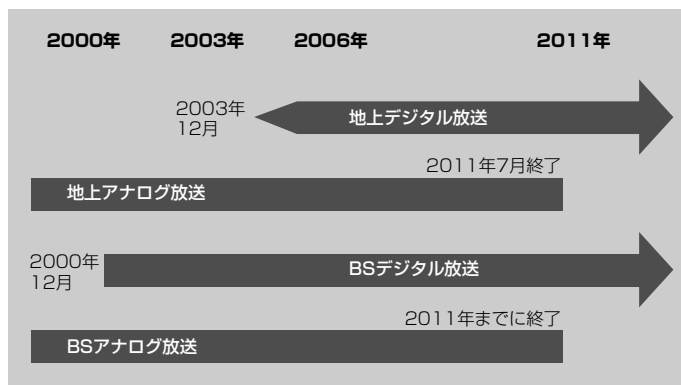 2000年 2003年 2006年 2011年
2003年
12月
地上デジタル放送
2011年7月終了
地上アナログ放送
2000年
12月
BSデジタル放送
2011年までに終了
BSアナログ放送